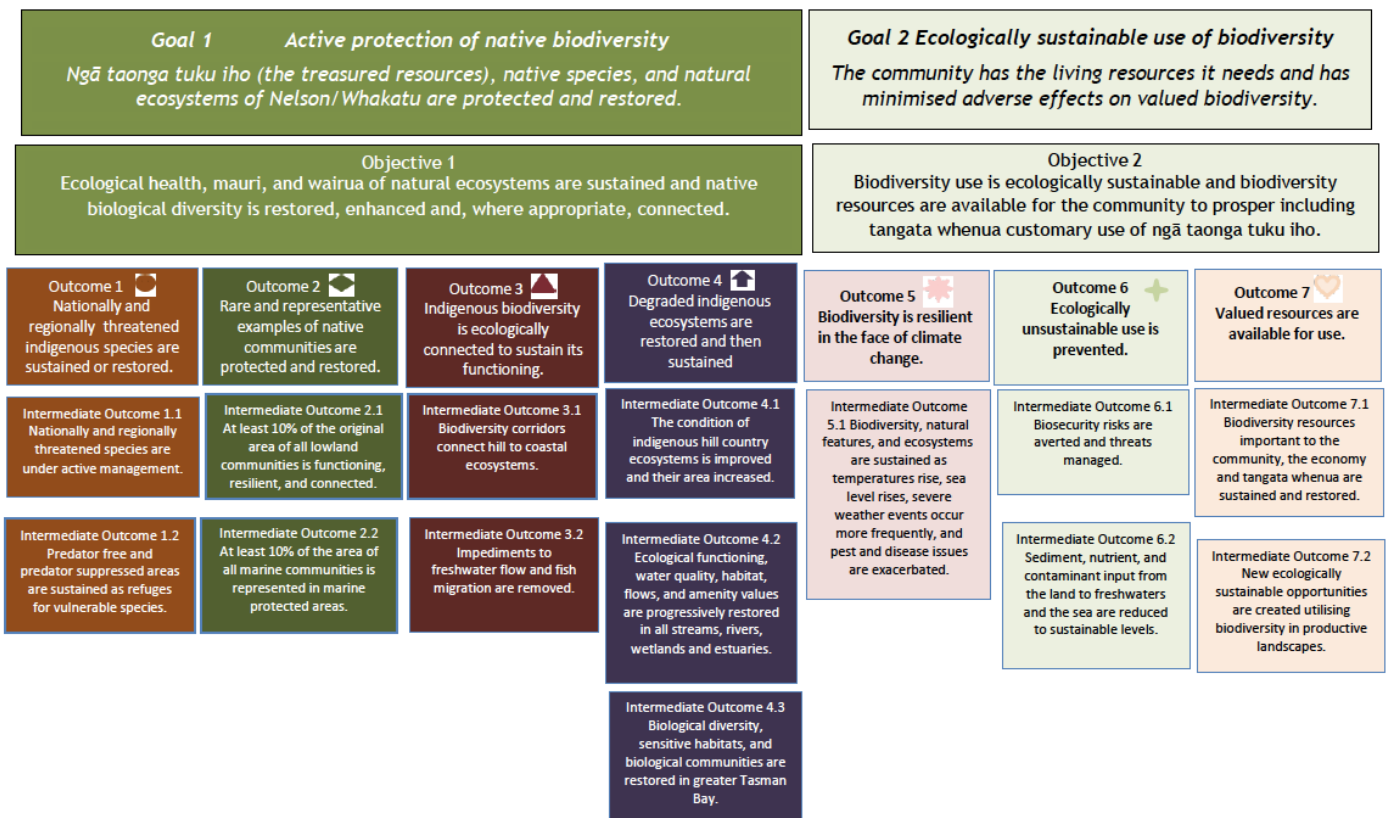 Goal 1 Active protection of native biodiversity
Ngā taonga tuku iho (the treasured resources), native species, and natural
ecosystems of Nelson/Whakatu are protected and restored.
Goal 2 Ecologically sustainable use of biodiversity
The community has the living resources it needs and has
minimised adverse effects on valued biodiversity.
Objective 1
Ecological health, mauri, and wairua of natural ecosystems are sustained and native
biological diversity is restored, enhanced and, where appropriate, connected.
Objective 2
Biodiversity use is ecologically sustainable and biodiversity
resources are available for the community to prosper including
tangata whenua customary use of ngā taonga tuku iho.
Outcome 1
Nationally and
regionally threatened
indigenous species are
sustained or restored.
Outcome 2
Rare and representative
examples of native
communities are
protected and restored.
Outcome 3
Indigenous biodiversity
is ecologically
connected to sustain its
functioning.
Outcome 4
Degraded indigenous
ecosystems are
restored and then
sustained
Outcome 5
Biodiversity is resilient
in the face of climate
change.
Outcome 6
Ecologically
unsustainable use is
prevented.
Outcome 7
Valued resources are
available for use.
Intermediate Outcome 1.1
Nationally and regionally
threatened species are
under active management.
Intermediate Outcome 2.1
At least 10% of the original
area of all lowland
communities is functioning,
resilient, and connected.
Intermediate Outcome 3.1
Biodiversity corridors
connect hill to coastal
ecosystems.
Intermediate Outcome 4.1
The condition of
indigenous hill country
ecosystems is improved
and their area increased.
Intermediate Outcome
5.1 Biodiversity, natural
features, and ecosystems
are sustained as
temperatures rise, sea
level rises, severe
weather events occur
more frequently, and
pest and disease issues
are exacerbated.
Intermediate Outcome 6.1
Biosecurity risks are
averted and threats
managed.
Intermediate Outcome 7.1
Biodiversity resources
important to the
community, the economy
and tangata whenua are
sustained and restored.
Intermediate Outcome 1.2
Predator free and
predator suppressed areas
are sustained as refuges
for vulnerable species.
Intermediate Outcome 2.2
At least 10% of the area of
all marine communities is
represented in marine
protected areas.
Intermediate Outcome 3.2
Impediments to
freshwater flow and fish
migration are removed.
Intermediate Outcome 4.2
Ecological functioning,
water quality, habitat,
flows, and amenity values
are progressively restored
in all streams, rivers,
wetlands and estuaries.
Intermediate Outcome 6.2
Sediment, nutrient, and
contaminant input from
the land to freshwaters
and the sea are reduced
to sustainable levels.
Intermediate Outcome 7.2
New ecologically
sustainable opportunities
are created utilising
biodiversity in productive
landscapes.
Intermediate Outcome 4.3
Biological diversity,
sensitive habitats, and
biological communities are
restored in greater Tasman
Bay.